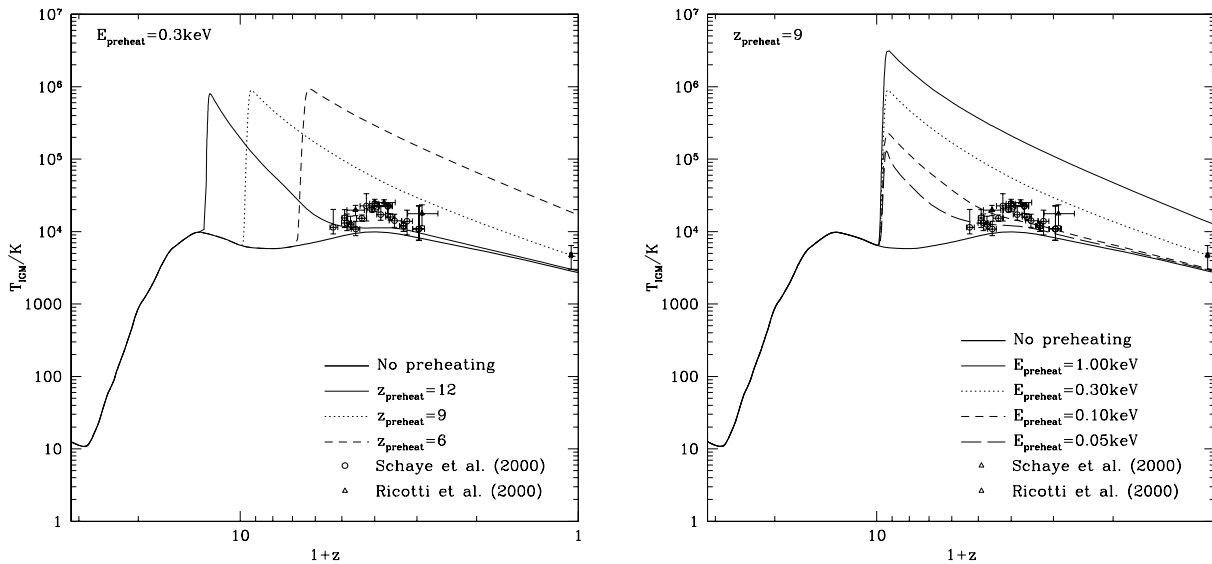 E_preheat=0.3keV
T_IGM/K
10^7
10^6
10^5
10^4
1000
100
10
1
No preheating
z_preheat=12
z_preheat=9
z_preheat=6
Schaye et al. (2000)
Ricotti et al. (2000)
10
1
1+z
z_preheat=9
T_IGM/K
10^7
10^6
10^5
10^4
1000
100
10
1
No preheating
E_preheat=1.00keV
E_preheat=0.30keV
E_preheat=0.10keV
E_preheat=0.05keV
Schaye et al. (2000)
Ricotti et al. (2000)
10
1+z